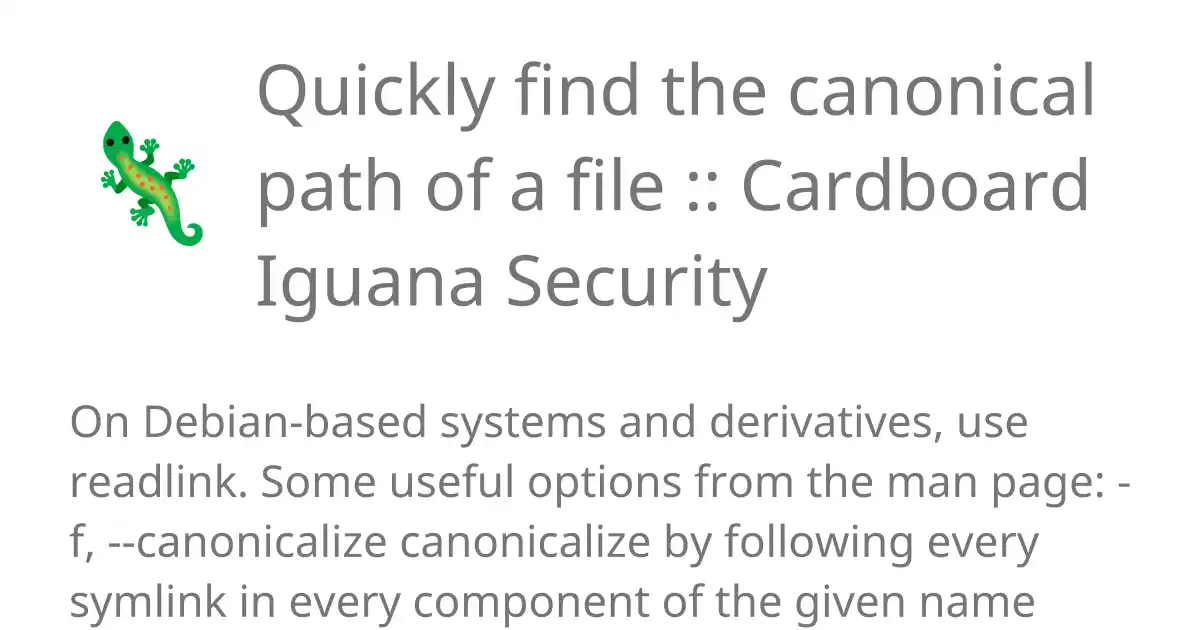 Quickly find the canonical
path of a file :: Cardboard
Iguana Security
On Debian-based systems and derivatives, use
readlink. Some useful options from the man page: -
f, --canonicalize canonicalize by following every
symlink in every component of the given name